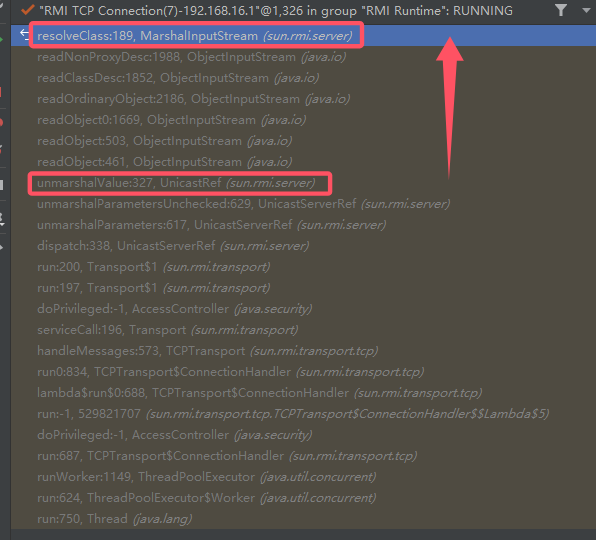 "RMI TCP Connection(7)-192.168.16.1"@1,326 in group "RMI Runtime": RUNNING
resolveClass:189, MarshalInputStream (sun.rmi.server)
readNonProxyDesc:1988, ObjectInputStream (java.io)
readClassDesc:1852, ObjectInputStream (java.io)
readOrdinaryObject:2186, ObjectInputStream (java.io)
readObject0:1669, ObjectInputStream (java.io)
readObject:503, ObjectInputStream (java.io)
readObject:461, ObjectInputStream (java.io)
unmarshalValue:327, UnicastRef (sun.rmi.server)
unmarshalParametersUnchecked:629, UnicastServerRef (sun.rmi.server)
unmarshalParameters:617, UnicastServerRef (sun.rmi.server)
dispatch:338, UnicastServerRef (sun.rmi.server)
run:200, Transport$1 (sun.rmi.transport)
run:197, Transport$1 (sun.rmi.transport)
doPrivileged:-1, AccessController (java.security)
serviceCall:196, Transport (sun.rmi.transport)
handleMessages:573, TCPTransport (sun.rmi.transport.tcp)
run0:834, TCPTransport$ConnectionHandler (sun.rmi.transport.tcp)
lambda$run$0:688, TCPTransport$ConnectionHandler (sun.rmi.transport.tcp)
run:-1, 529821707 (sun.rmi.transport.tcp.TCPTransport$ConnectionHandler$$Lambda$5)
doPrivileged:-1, AccessController (java.security)
run:687, TCPTransport$ConnectionHandler (sun.rmi.transport.tcp)
runWorker:1149, ThreadPoolExecutor (java.util.concurrent)
run:624, ThreadPoolExecutor$Worker (java.util.concurrent)
run:750, Thread (java.lang)